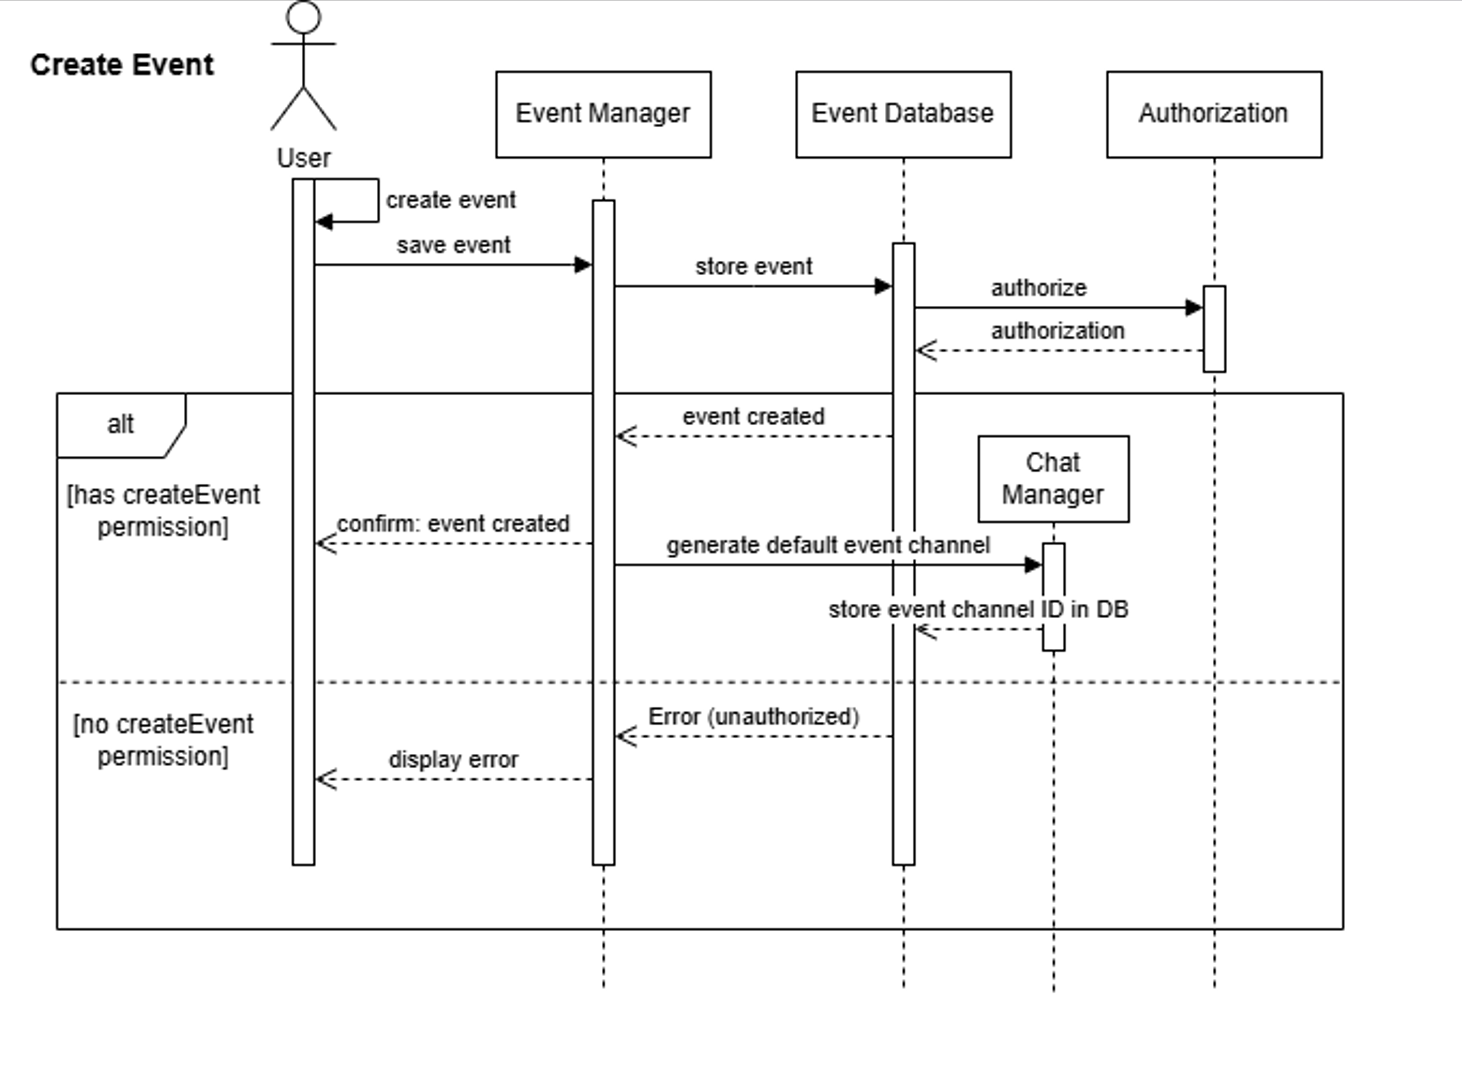 Create Event
User
Event Manager
Event Database
Authorization
create event
save event
store event
authorize
authorization
alt
event created
Chat
Manager
[has createEvent
permission]
confirm: event created
generate default event channel
store event channel ID in DB
[no createEvent
permission]
Error (unauthorized)
display error